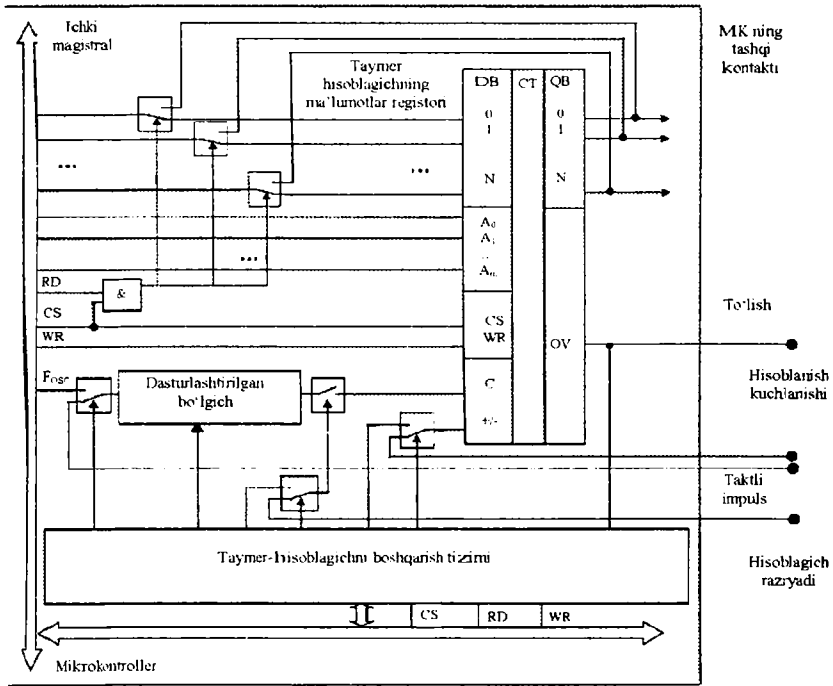 Ichki
magistral
MK ning
tashqi
kontakti
Taymer
hisoblagichning
ma'lumotlar registori
DB
CT
QB
0
1
N
0
1
N
...
...
A₀
A₁
..
Aₙ
...
RD
&
CS
WR
CS
WR
OV
To'lish
Fosc
Dasturlashtirilgan
bo'lgich
C
+/-
Hisoblanish
kuchlanishi
Taktli
impuls
Taymer-hisoblagichni boshqarish tizimi
Hisoblagich
razryadi
CS
RD
WR
Mikrokontroller